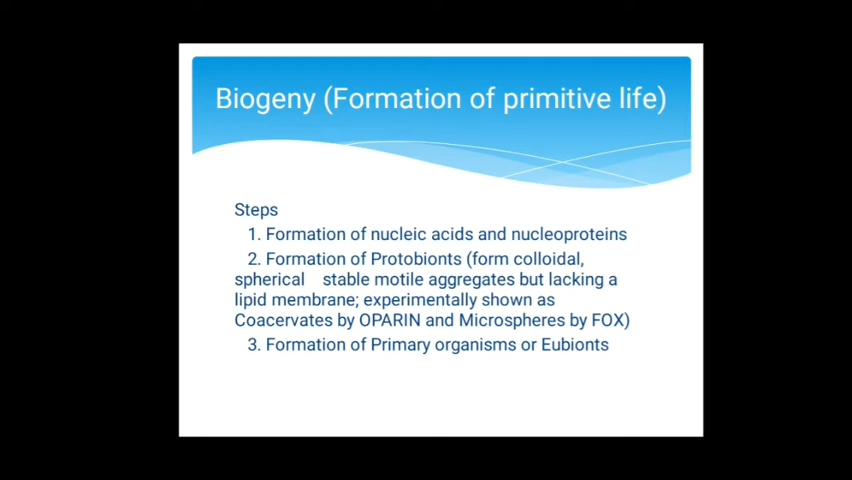 Biogeny (Formation of primitive life)
Steps
1. Formation of nucleic acids and nucleoproteins
2. Formation of Protobionts (form colloidal,
spherical stable motile aggregates but lacking a
lipid membrane; experimentally shown as
Coacervates by OPARIN and Microspheres by FOX)
3. Formation of Primary organisms or Eubionts